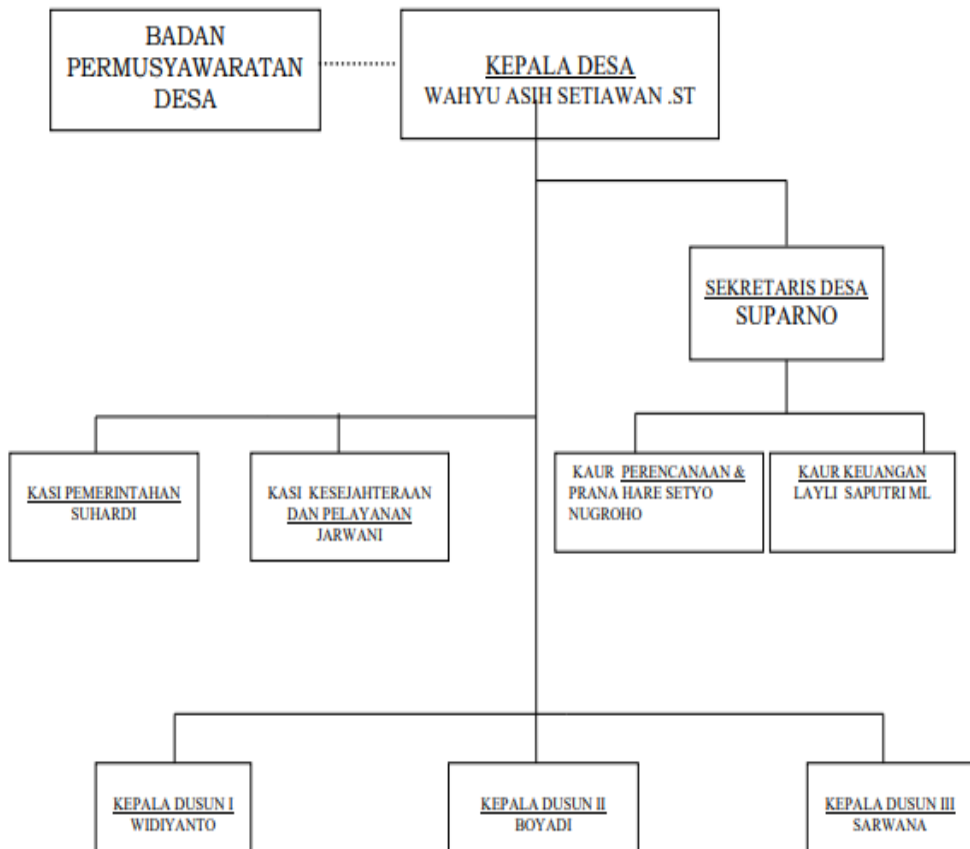 BADAN
PERMUSYAWARATAN
DESA
KEPALA DESA
WAHYU ASIH SETIAWAN .ST
SEKRETARIS DESA
SUPARNO
KASI PEMERINTAHAN
SUHARDI
KASI KESEJAHTERAAN
DAN PELAYANAN
JARWANI
KAUR PERENCANAAN &
PRANA HARE SETYO
NUGROHO
KAUR KEUANGAN
LAYLI SAPUTRI ML
KEPALA DUSUN I
WIDIYANTO
KEPALA DUSUN II
BOYADI
KEPALA DUSUN III
SARWANA